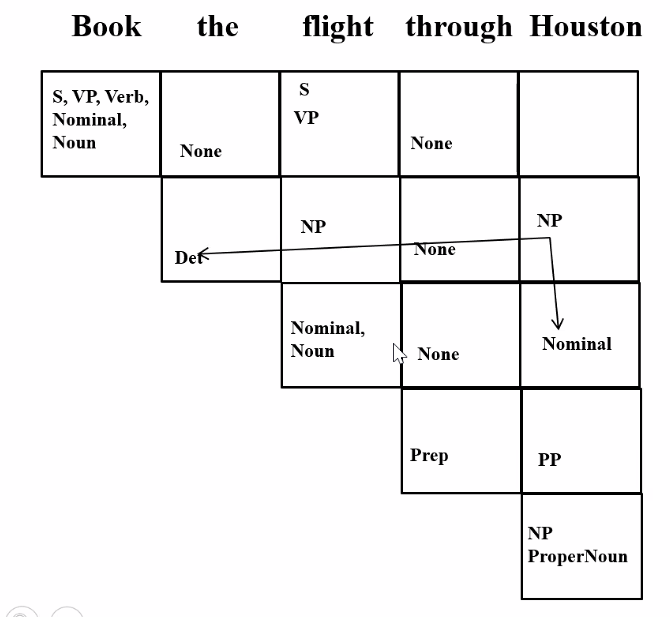 Book the flight through Houston
S, VP, Verb,
Nominal,
Noun
None
S
VP
None
Det
NP
None
NP
Nominal,
Noun
None
Nominal
Prep
PP
NP
ProperNoun